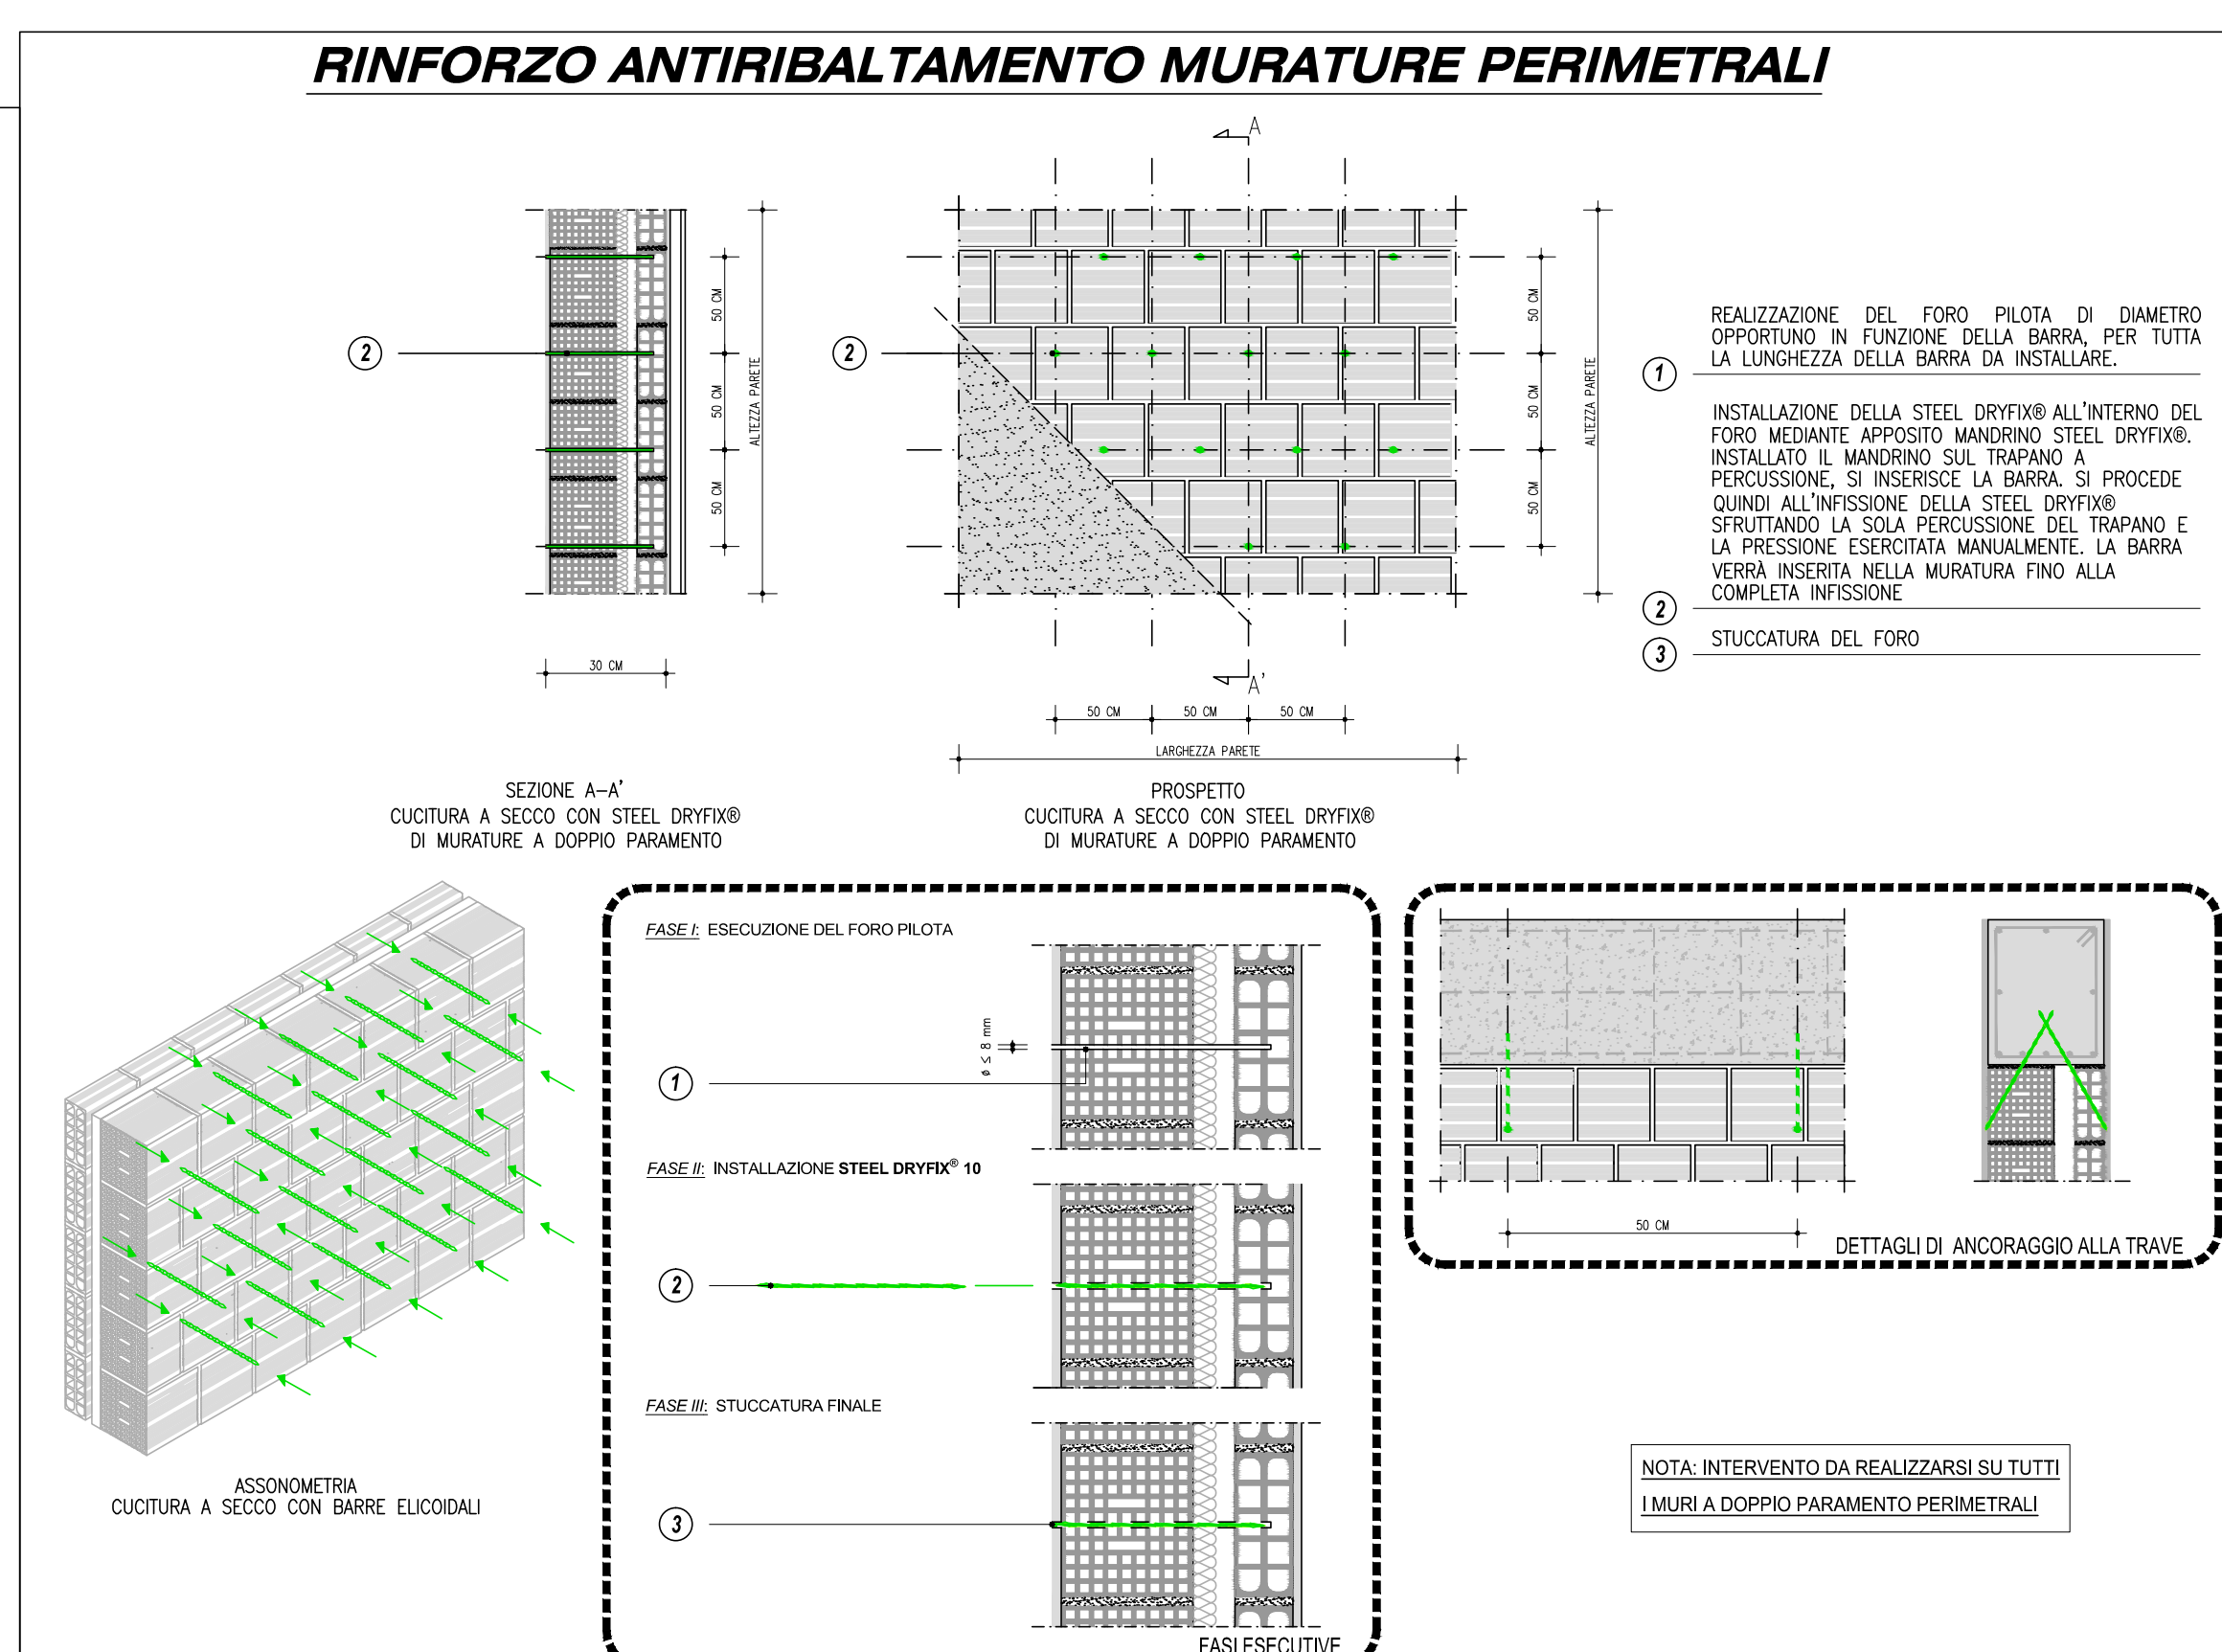 RINFORZO ANTIRIBALTAMENTO MURATURE PERIMETRALI
2
50 CM
50 CM
50 CM
ALTEZZA PARETE
30 CM
SEZIONE A-A'
CUCITURA A SECCO CON STEEL DRYFIX®
DI MURATURE A DOPPIO PARAMENTO
A
2
50 CM
50 CM
50 CM
ALTEZZA PARETE
A'
50 CM
50 CM
50 CM
LARGHEZZA PARETE
PROSPETTO
CUCITURA A SECCO CON STEEL DRYFIX®
DI MURATURE A DOPPIO PARAMENTO
REALIZZAZIONE DEL FORO PILOTA DI DIAMETRO
OPPORTUNO IN FUNZIONE DELLA BARRA, PER TUTTA
LA LUNGHEZZA DELLA BARRA DA INSTALLARE.
1
INSTALLAZIONE DELLA STEEL DRYFIX® ALL'INTERNO DEL
FORO MEDIANTE APPOSITO MANDRINO STEEL DRYFIX®.
INSTALLATO IL MANDRINO SUL TRAPANO A
PERCUSSIONE, SI INSERISCE LA BARRA. SI PROCEDE
QUINDI ALL'INFISSIONE DELLA STEEL DRYFIX®
SFRUTTANDO LA SOLA PERCUSSIONE DEL TRAPANO E
LA PRESSIONE ESERCITATA MANUALMENTE. LA BARRA
VERRÀ INSERITA NELLA MURATURA FINO ALLA
COMPLETA INFISSIONE
2
STUCCATURA DEL FORO
3
ASSONOMETRIA
CUCITURA A SECCO CON BARRE ELICOIDALI
FASE I: ESECUZIONE DEL FORO PILOTA
ø ≤ 8 mm
1
FASE II: INSTALLAZIONE STEEL DRYFIX® 10
2
FASE III: STUCCATURA FINALE
3
FASI ESECUTIVE
50 CM
DETTAGLI DI ANCORAGGIO ALLA TRAVE
NOTA: INTERVENTO DA REALIZZARSI SU TUTTI
I MURI A DOPPIO PARAMENTO PERIMETRALI